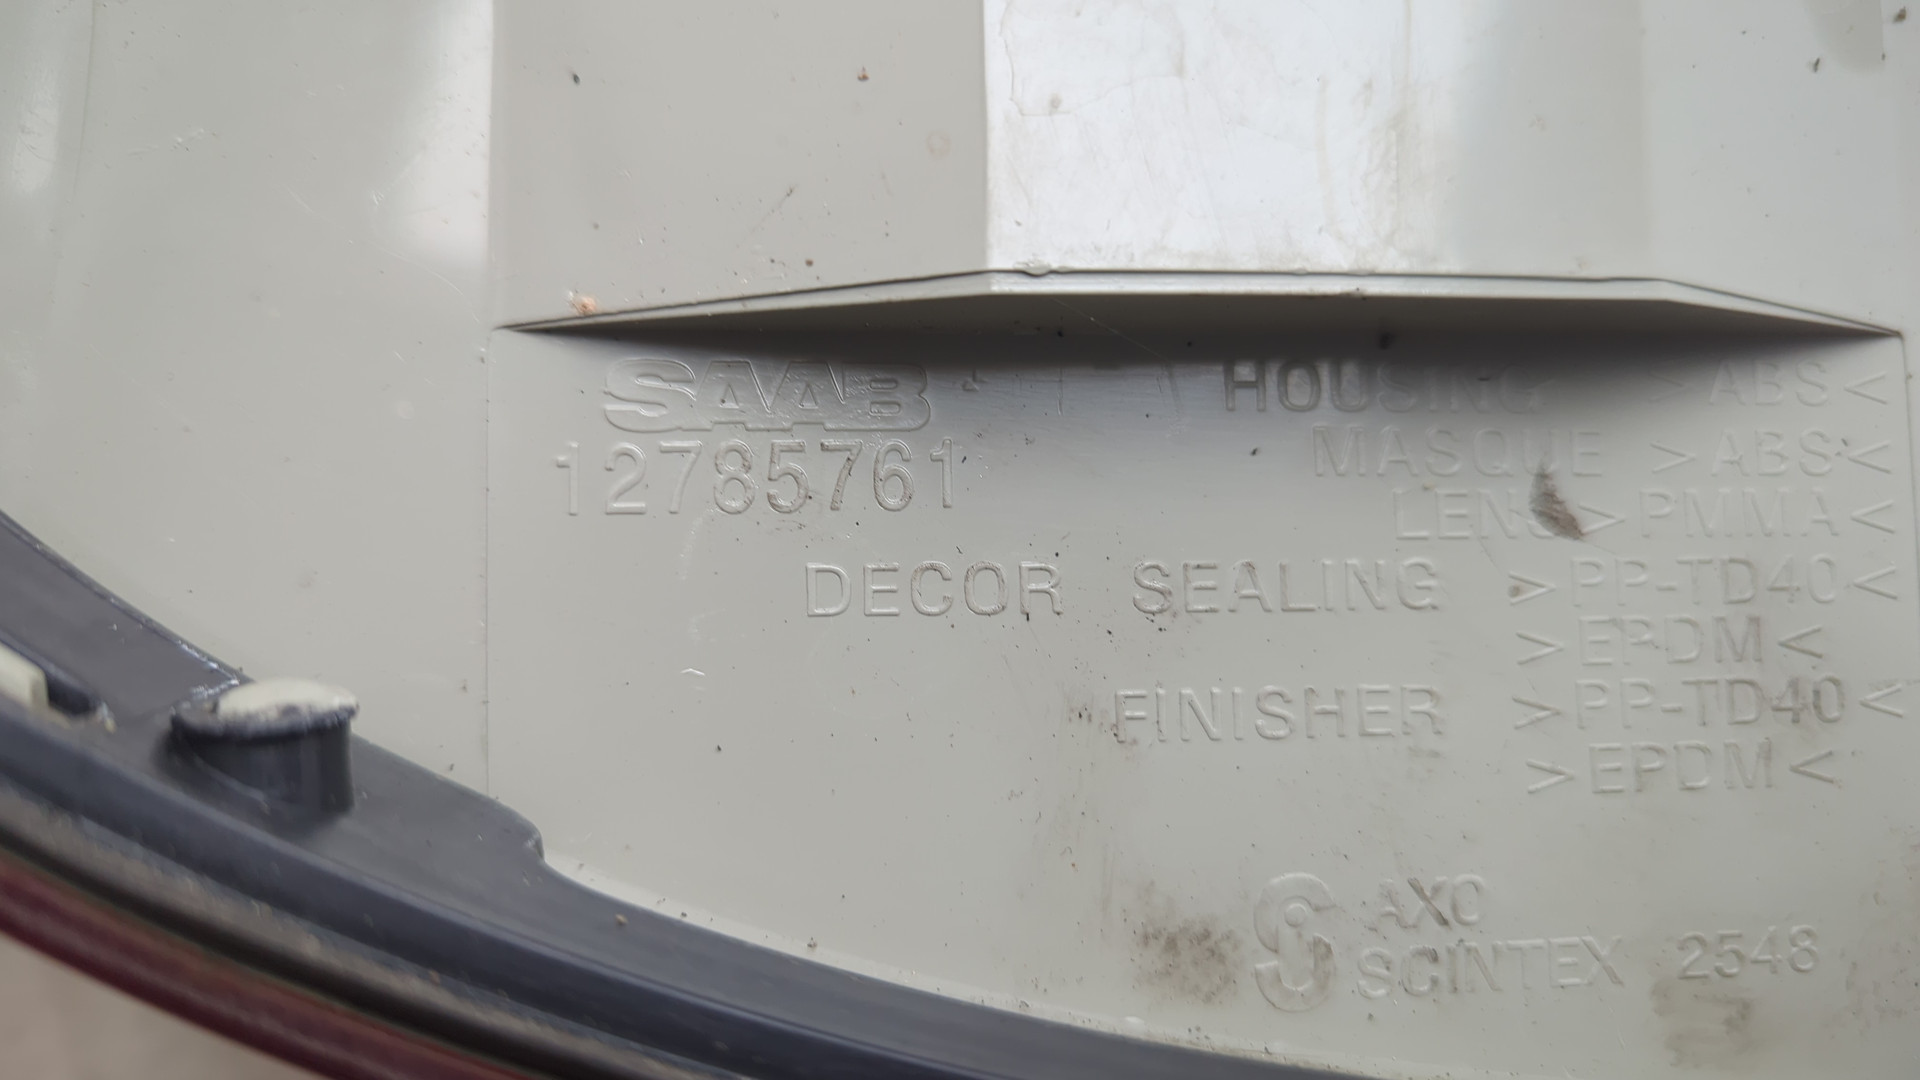 SAAB
12785761
HOUSING >ABS<
MASQUE >ABS<
LENS >PMMA<
DECOR SEALING >PP-TD40<
>EPDM<
FINISHER >PP-TD40<
>EPDM<
AXO
SCINTEX 2548